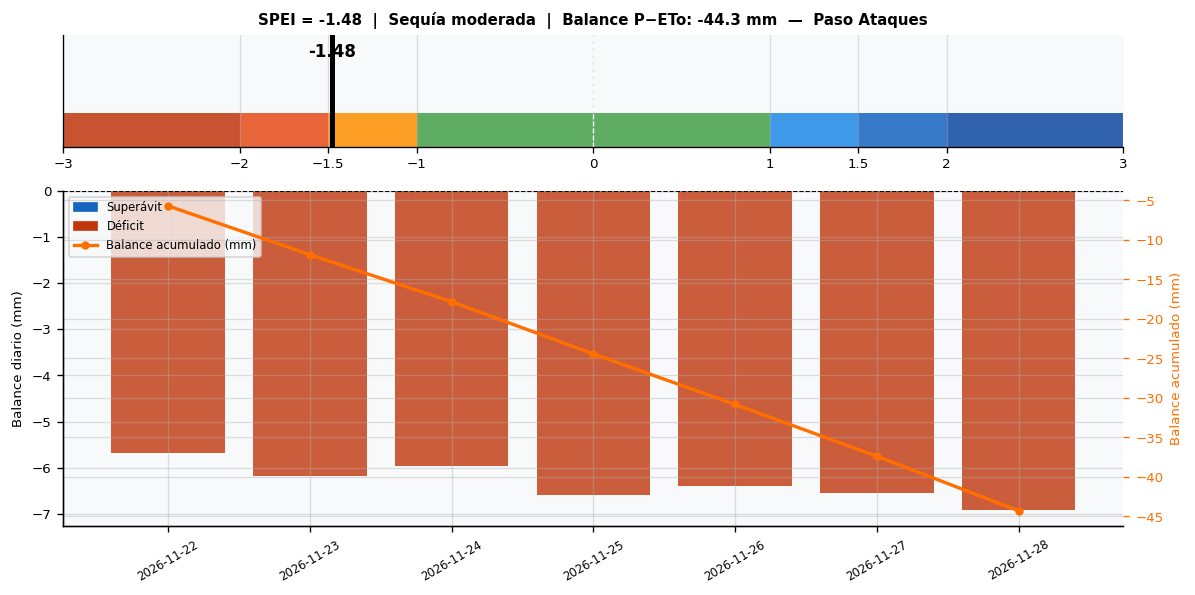 SPEI = -1.48  |  Sequía moderada  |  Balance P−ETo: -44.3 mm  —  Paso Ataques
-1.48
−3 −2 −1.5 −1 0 1 1.5 2 3
Superávit
Déficit
Balance acumulado (mm)
Balance diario (mm)
0
−1
−2
−3
−4
−5
−6
−7
−5
−10
−15
−20
−25
−30
−35
−40
−45
Balance acumulado (mm)
2026-11-22 2026-11-23 2026-11-24 2026-11-25 2026-11-26 2026-11-27 2026-11-28